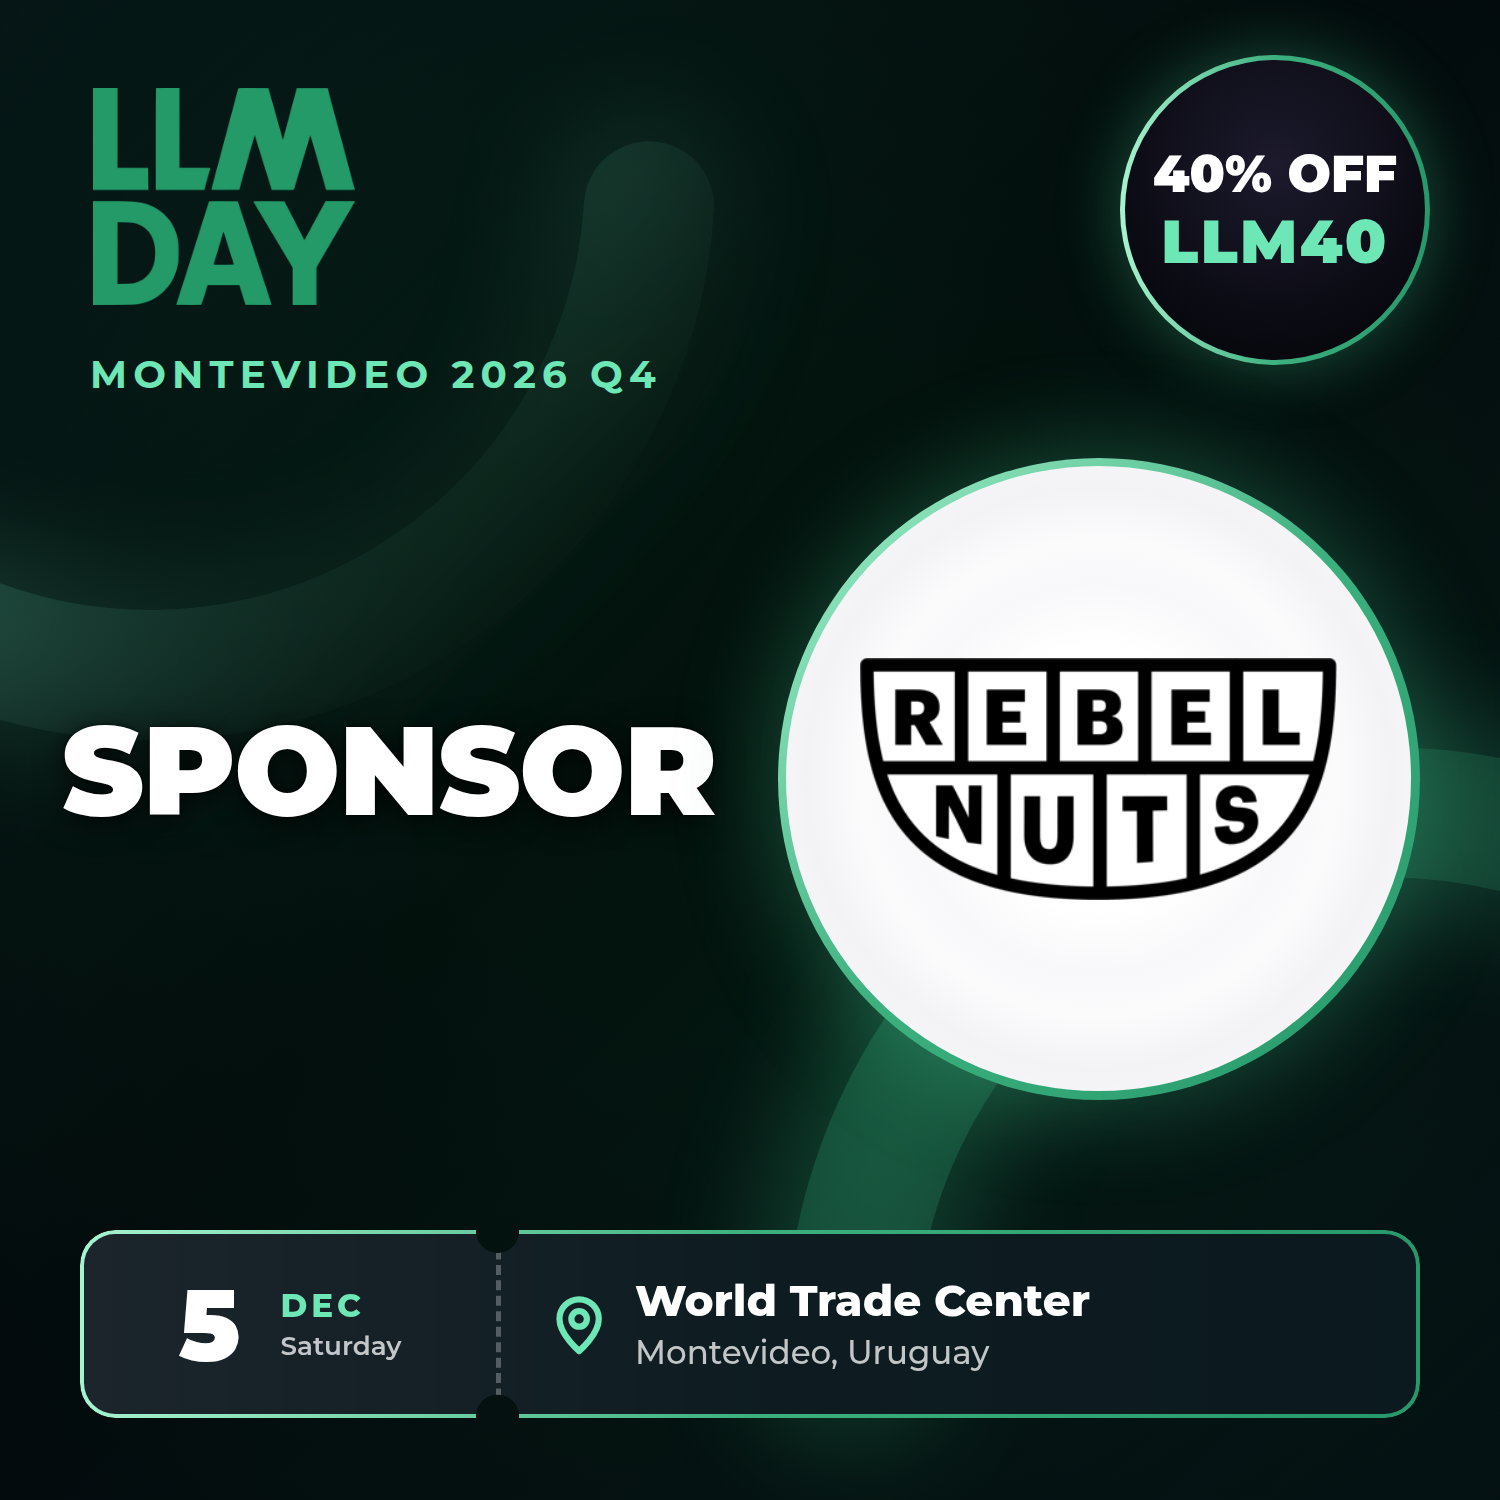 LLM
DAY
MONTEVIDEO 2026 Q4
40% OFF
LLM40
SPONSOR
REBEL
NUTS
5
DEC
Saturday
World Trade Center
Montevideo, Uruguay